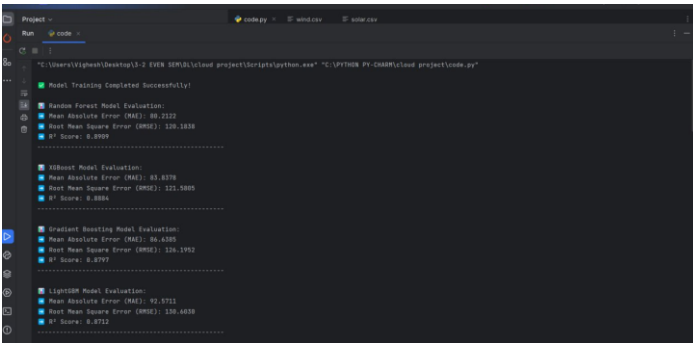 Project
code.py
wind.csv
solar.csv
Run
code
"C:\Users\Vighesh\Desktop\3-2 EVEN SEM\DL\cloud project\Scripts\python.exe" "C:\PYTHON PY-CHARM\cloud project\code.py"
✅ Model Training Completed Successfully!
📊 Random Forest Model Evaluation:
➡ Mean Absolute Error (MAE): 80.2122
➡ Root Mean Square Error (RMSE): 120.1838
➡ R² Score: 0.8909
--------------------------------------------------
📊 XGBoost Model Evaluation:
➡ Mean Absolute Error (MAE): 83.8378
➡ Root Mean Square Error (RMSE): 121.5805
➡ R² Score: 0.8884
--------------------------------------------------
📊 Gradient Boosting Model Evaluation:
➡ Mean Absolute Error (MAE): 86.6385
➡ Root Mean Square Error (RMSE): 126.1952
➡ R² Score: 0.8797
--------------------------------------------------
📊 LightGBM Model Evaluation:
➡ Mean Absolute Error (MAE): 92.5711
➡ Root Mean Square Error (RMSE): 130.6038
➡ R² Score: 0.8712
--------------------------------------------------